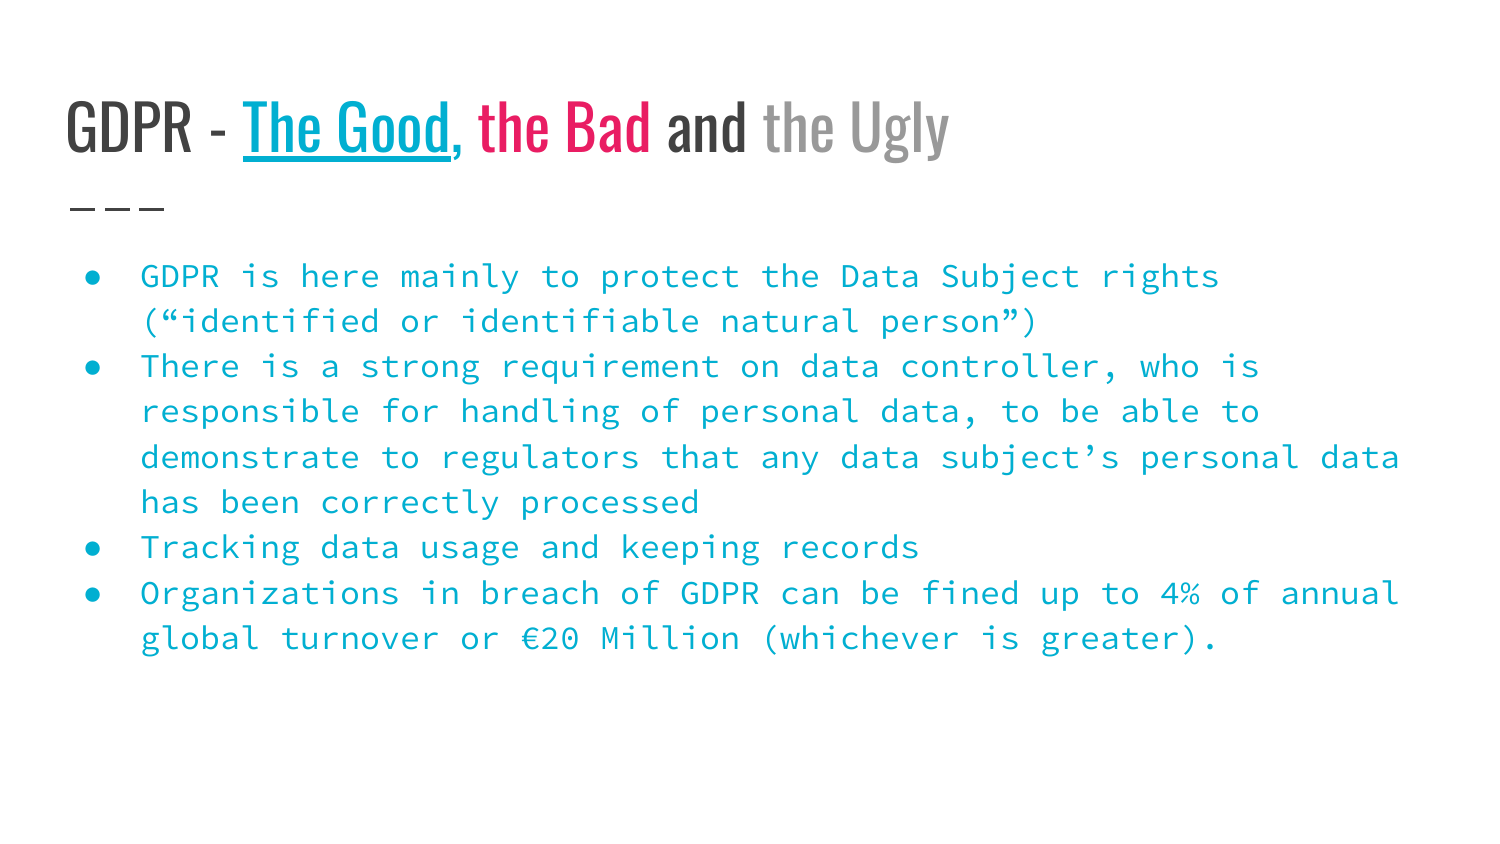 GDPR - The Good, the Bad and the Ugly
● GDPR is here mainly to protect the Data Subject rights
(“identified or identifiable natural person”)
● There is a strong requirement on data controller, who is
responsible for handling of personal data, to be able to
demonstrate to regulators that any data subject’s personal data
has been correctly processed
● Tracking data usage and keeping records
● Organizations in breach of GDPR can be fined up to 4% of annual
global turnover or €20 Million (whichever is greater).